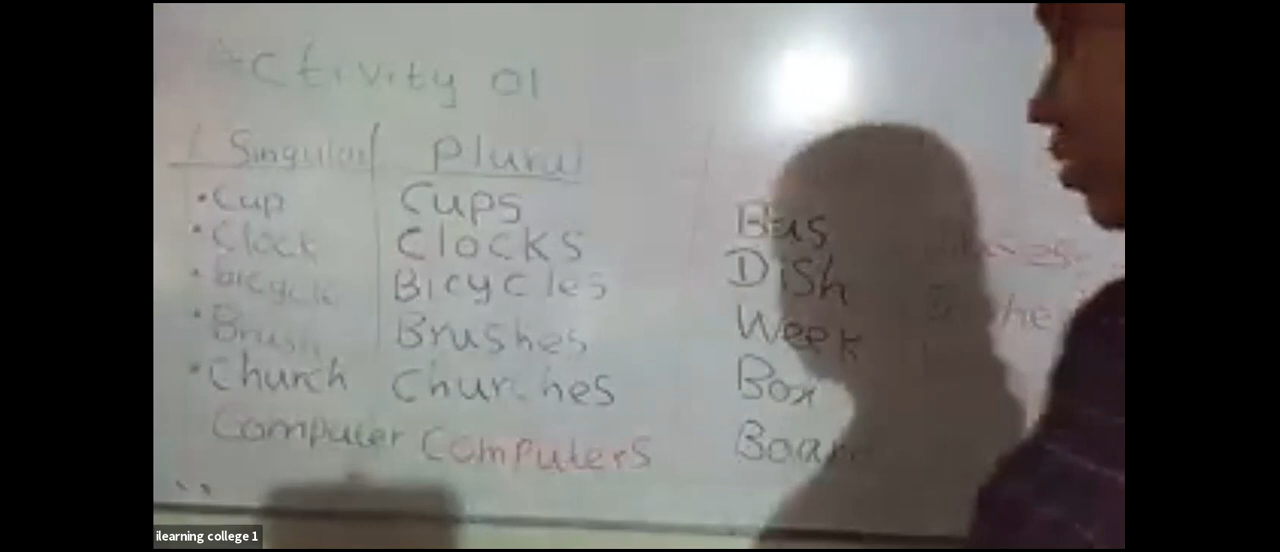 Activity 01
Singular Plural
• Cup Cups
• Clock Clocks Bus
• bicycle Bicycles Dish
• Brush Brushes Week
• Church Churches Box
Computer Computers
ilearning college 1